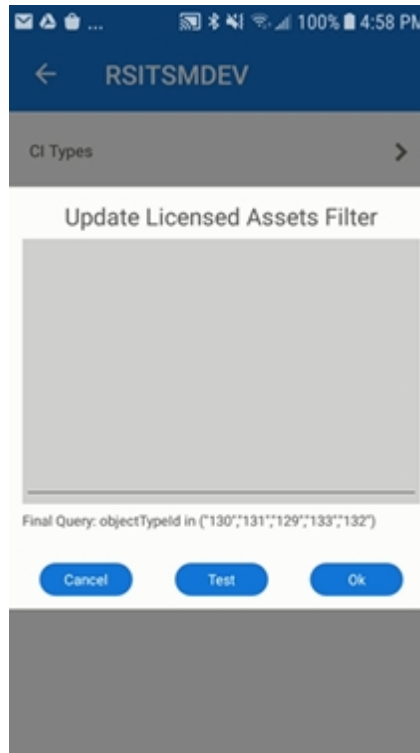 ... 100% 4:58 PM
RSITSMDEV
CI Types
Update Licensed Assets Filter
Final Query: objectTypeId in ("130","131","129","133","132")
Cancel Test Ok